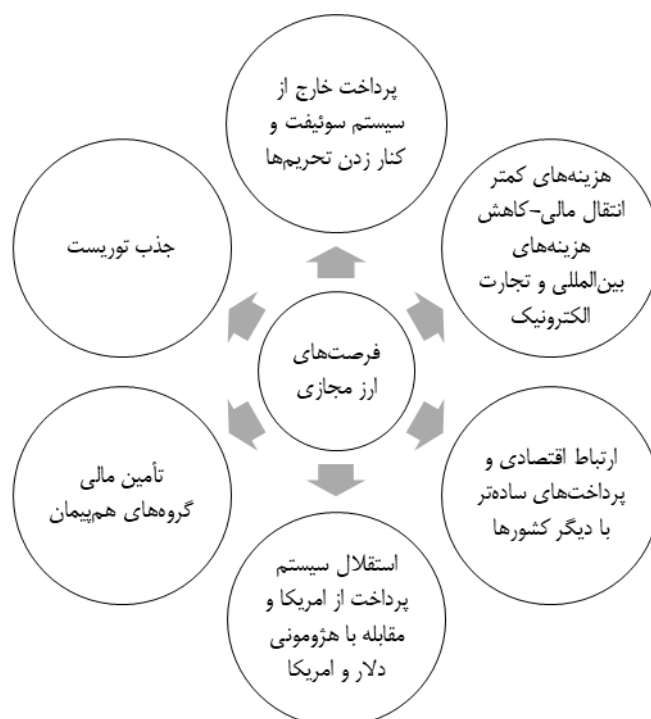 پرداخت خارج از
سیستم سوئیفت و
کنار زدن تحریم‌ها
هزینه‌های کمتر
انتقال مالی-کاهش
هزینه‌های
بین‌المللی و تجارت
الکترونیک
جذب توریست
فرصت‌های
ارز مجازی
ارتباط اقتصادی و
پرداخت‌های ساده‌تر
با دیگر کشورها
تأمین مالی
گروه‌های هم‌پیمان
استقلال سیستم
پرداخت از امریکا و
مقابله با هژومونی
دلار و امریکا